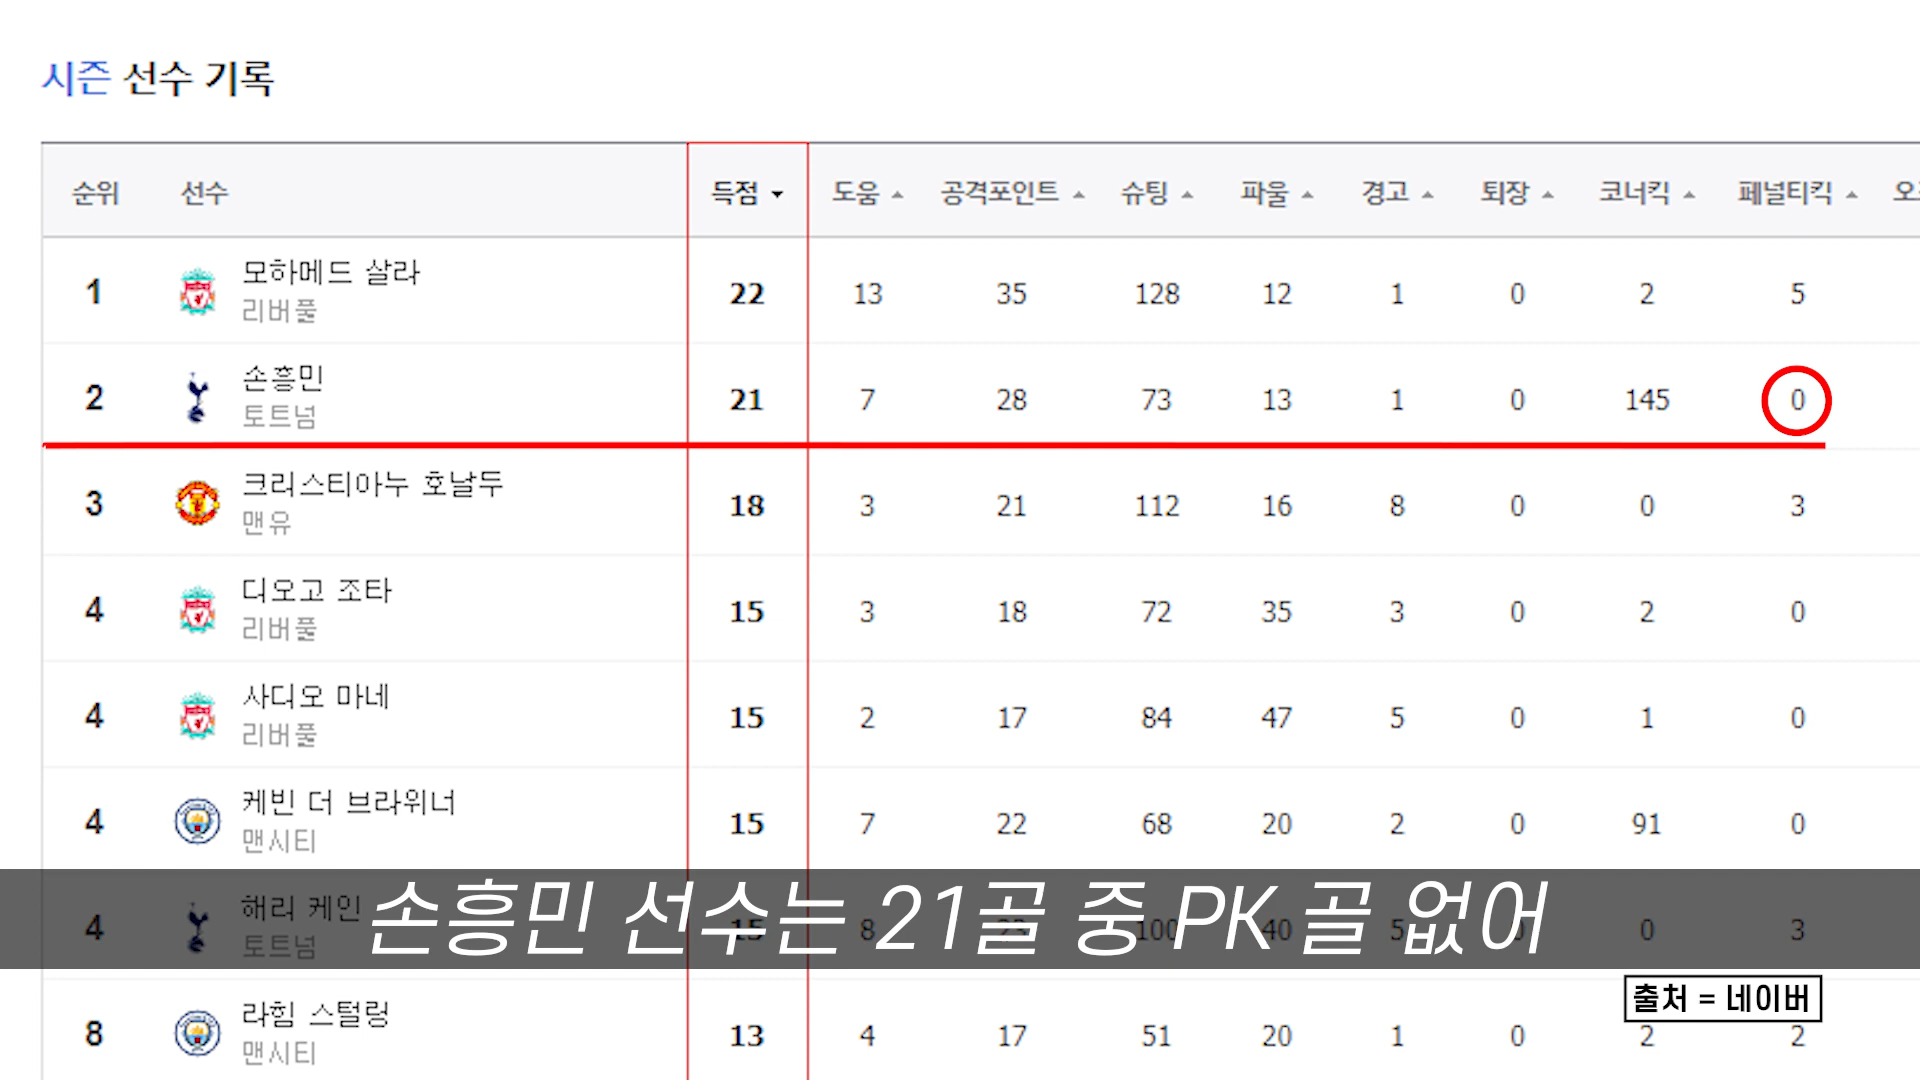 시즌 선수 기록
순위 선수 득점 도움 공격포인트 슈팅 파울 경고 퇴장 코너킥 페널티킥
1 모하메드 살라 22 13 35 128 12 1 0 2 5
리버풀
2 손흥민 21 7 28 73 13 1 0 145 0
토트넘
3 크리스티아누 호날두 18 3 21 112 16 8 0 0 3
맨유
4 디오고 조타 15 3 18 72 35 3 0 2 0
리버풀
4 사디오 마네 15 2 17 84 47 5 0 1 0
리버풀
4 케빈 더 브라위너 15 7 22 68 20 2 0 91 0
맨시티
4 해리 케인 15 8 23 100 40 5 0 0 3
토트넘
손흥민 선수는 21골 중 PK 골 없어
출처 = 네이버
8 라힘 스털링 13 4 17 51 20 1 0 2 2
맨시티